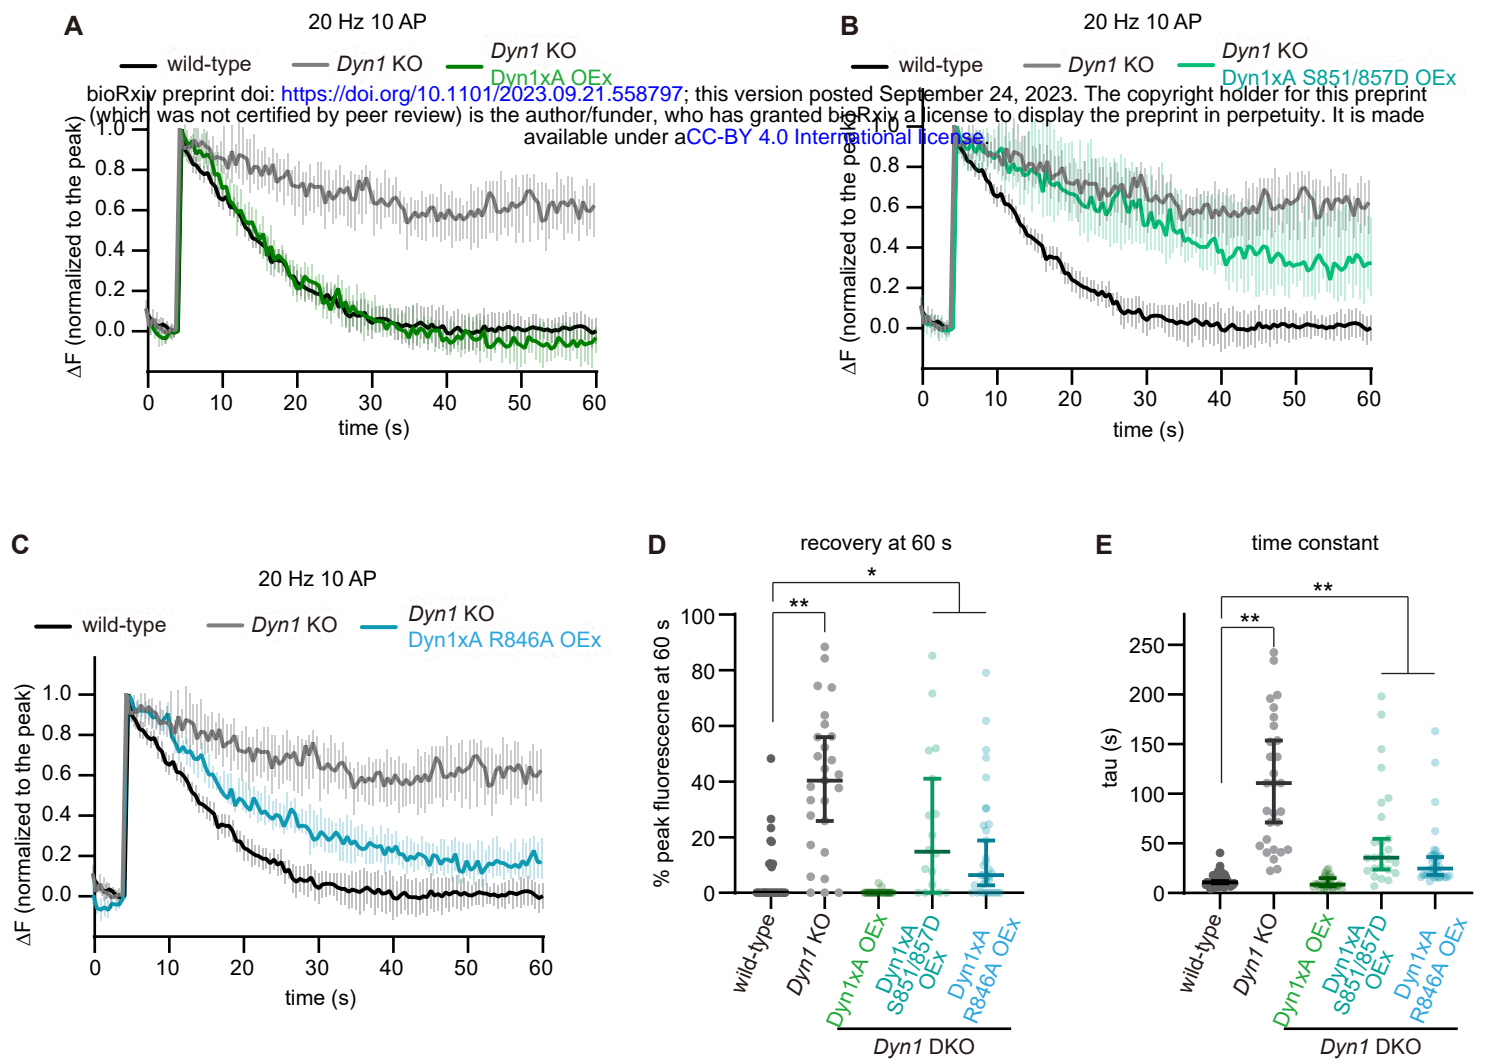 A
20 Hz 10 AP
wild-type
Dyn1 KO
Dyn1 KO
Dyn1xA OEx
B
20 Hz 10 AP
wild-type
Dyn1 KO
Dyn1 KO
Dyn1xA S851/857D OEx
bioRxiv preprint doi: https://doi.org/10.1101/2023.09.21.558797; this version posted September 24, 2023. The copyright holder for this preprint
(which was not certified by peer review) is the author/funder, who has granted bioRxiv a license to display the preprint in perpetuity. It is made
available under aCC-BY 4.0 International license.
ΔF (normalized to the peak)
1.0
0.8
0.6
0.4
0.2
0.0
0 10 20 30 40 50 60
time (s)
ΔF (normalized to the peak)
1.0
0.8
0.6
0.4
0.2
0.0
0 10 20 30 40 50 60
time (s)
C
20 Hz 10 AP
wild-type
Dyn1 KO
Dyn1 KO
Dyn1xA R846A OEx
ΔF (normalized to the peak)
1.0
0.8
0.6
0.4
0.2
0.0
0 10 20 30 40 50 60
time (s)
D
recovery at 60 s
*
**
% peak fluorescecne at 60 s
100
80
60
40
20
0
wild-type
Dyn1 KO
Dyn1xA OEx
Dyn1xA
S851/857D
OEx
Dyn1xA
R846A OEx
Dyn1 DKO
E
time constant
**
**
tau (s)
250
200
150
100
50
0
wild-type
Dyn1 KO
Dyn1xA OEx
Dyn1xA
S851/857D
OEx
Dyn1xA
R846A OEx
Dyn1 DKO